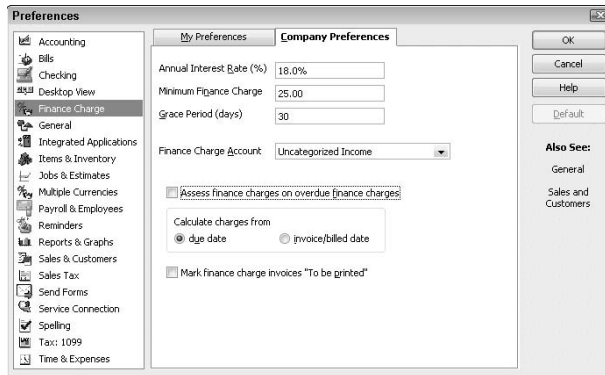 Preferences
Accounting
Bills
Checking
Desktop View
Finance Charge
General
Integrated Applications
Items & Inventory
Jobs & Estimates
Multiple Currencies
Payroll & Employees
Reminders
Reports & Graphs
Sales & Customers
Sales Tax
Send Forms
Service Connection
Spelling
Tax: 1099
Time & Expenses
My Preferences
Company Preferences
Annual Interest Rate (%) 18.0%
Minimum Finance Charge 25.00
Grace Period (days) 30
Finance Charge Account Uncategorized Income
Assess finance charges on overdue finance charges
Calculate charges from
due date invoice/billed date
Mark finance charge invoices "To be printed"
OK
Cancel
Help
Default
Also See:
General
Sales and
Customers